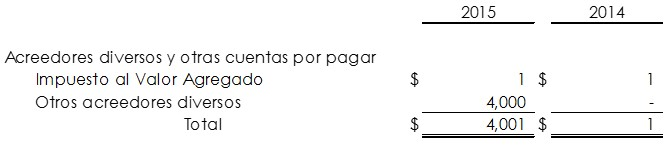 2015 2014
Acreedores diversos y otras cuentas por pagar
Impuesto al Valor Agregado $ 1 $ 1
Otros acreedores diversos 4,000 -
Total $ 4,001 $ 1